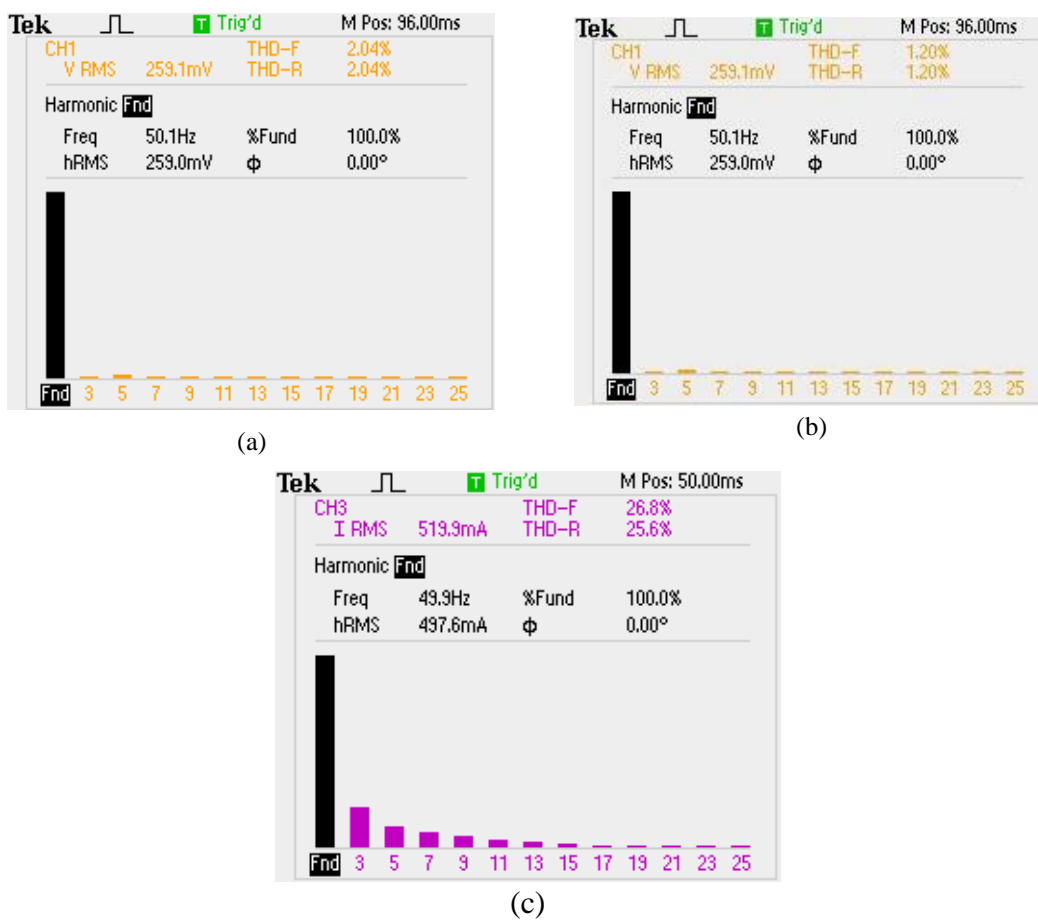 Tek T Trig'd M Pos: 96.00ms
CH1 THD-F 2.04%
V RMS 259.1mV THD-R 2.04%
Harmonic Fnd
Freq 50.1Hz %Fund 100.0%
hRMS 259.0mV ϕ 0.00°
Fnd 3 5 7 9 11 13 15 17 19 21 23 25
(a)
Tek T Trig'd M Pos: 96.00ms
CH1 THD-F 1.20%
V RMS 259.1mV THD-R 1.20%
Harmonic Fnd
Freq 50.1Hz %Fund 100.0%
hRMS 259.0mV ϕ 0.00°
Fnd 3 5 7 9 11 13 15 17 19 21 23 25
(b)
Tek T Trig'd M Pos: 50.00ms
CH3 THD-F 26.8%
I RMS 519.9mA THD-R 25.6%
Harmonic Fnd
Freq 49.9Hz %Fund 100.0%
hRMS 497.6mA ϕ 0.00°
Fnd 3 5 7 9 11 13 15 17 19 21 23 25
(c)